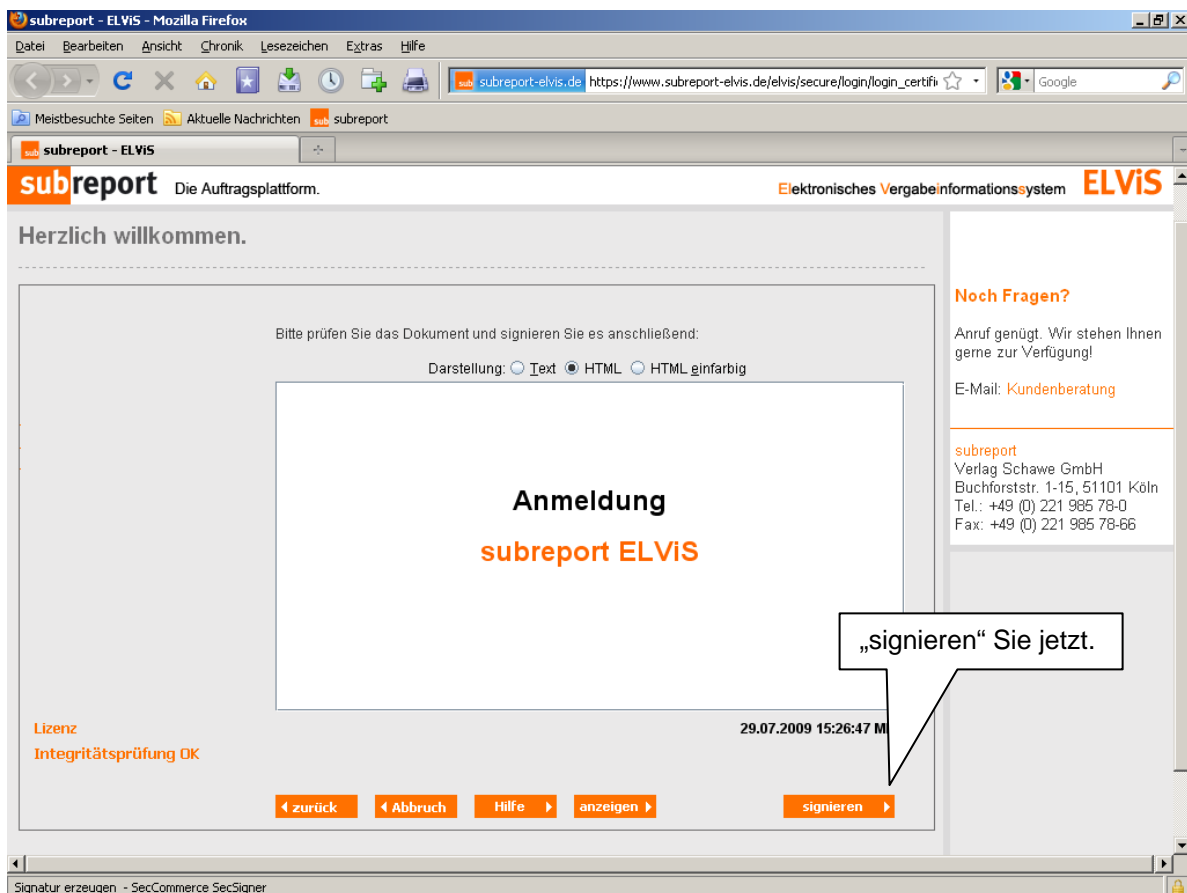 subreport - ELViS - Mozilla Firefox
Datei Bearbeiten Ansicht Chronik Lesezeichen Extras Hilfe
sub subreport-elvis.de https://www.subreport-elvis.de/elvis/secure/login/login_certifi Google
Meistbesuchte Seiten Aktuelle Nachrichten sub subreport
sub subreport - ELViS
subreport Die Auftragsplattform. Elektronisches Vergabeinformationssystem ELViS
Herzlich willkommen.
Bitte prüfen Sie das Dokument und signieren Sie es anschließend:
Darstellung: Text HTML HTML einfarbig
Anmeldung
subreport ELViS
Noch Fragen?
Anruf genügt. Wir stehen Ihnen
gerne zur Verfügung!
E-Mail: Kundenberatung
subreport
Verlag Schawe GmbH
Buchforststr. 1-15, 51101 Köln
Tel.: +49 (0) 221 985 78-0
Fax: +49 (0) 221 985 78-66
„signieren“ Sie jetzt.
Lizenz
29.07.2009 15:26:47
Integritätsprüfung OK
zurück Abbruch Hilfe anzeigen signieren
Signatur erzeugen - SecCommerce SecSigner